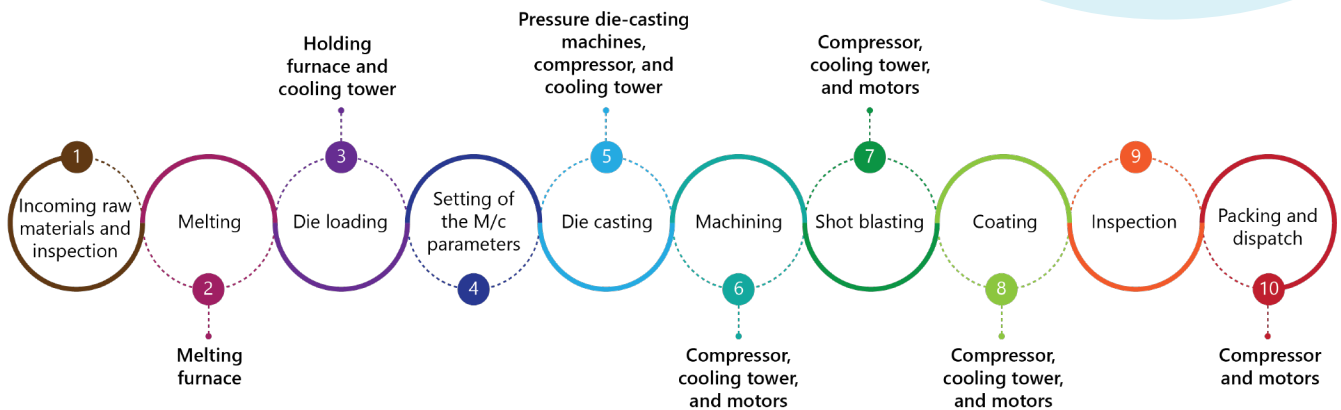 1
Incoming raw
materials and
inspection
2
Melting
Melting
furnace
Holding
furnace and
cooling tower
3
Die loading
Setting of
the M/c
parameters
4
Pressure die-casting
machines,
compressor, and
cooling tower
5
Die casting
Machining
6
Compressor,
cooling tower,
and motors
Compressor,
cooling tower,
and motors
7
Shot blasting
Coating
8
Compressor,
cooling tower,
and motors
9
Inspection
Packing and
dispatch
10
Compressor
and motors